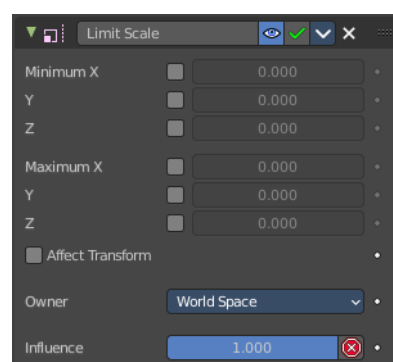 Limit Scale
Minimum X 0.000
Y 0.000
Z 0.000
Maximum X 0.000
Y 0.000
Z 0.000
Affect Transform
Owner World Space
Influence 1.000